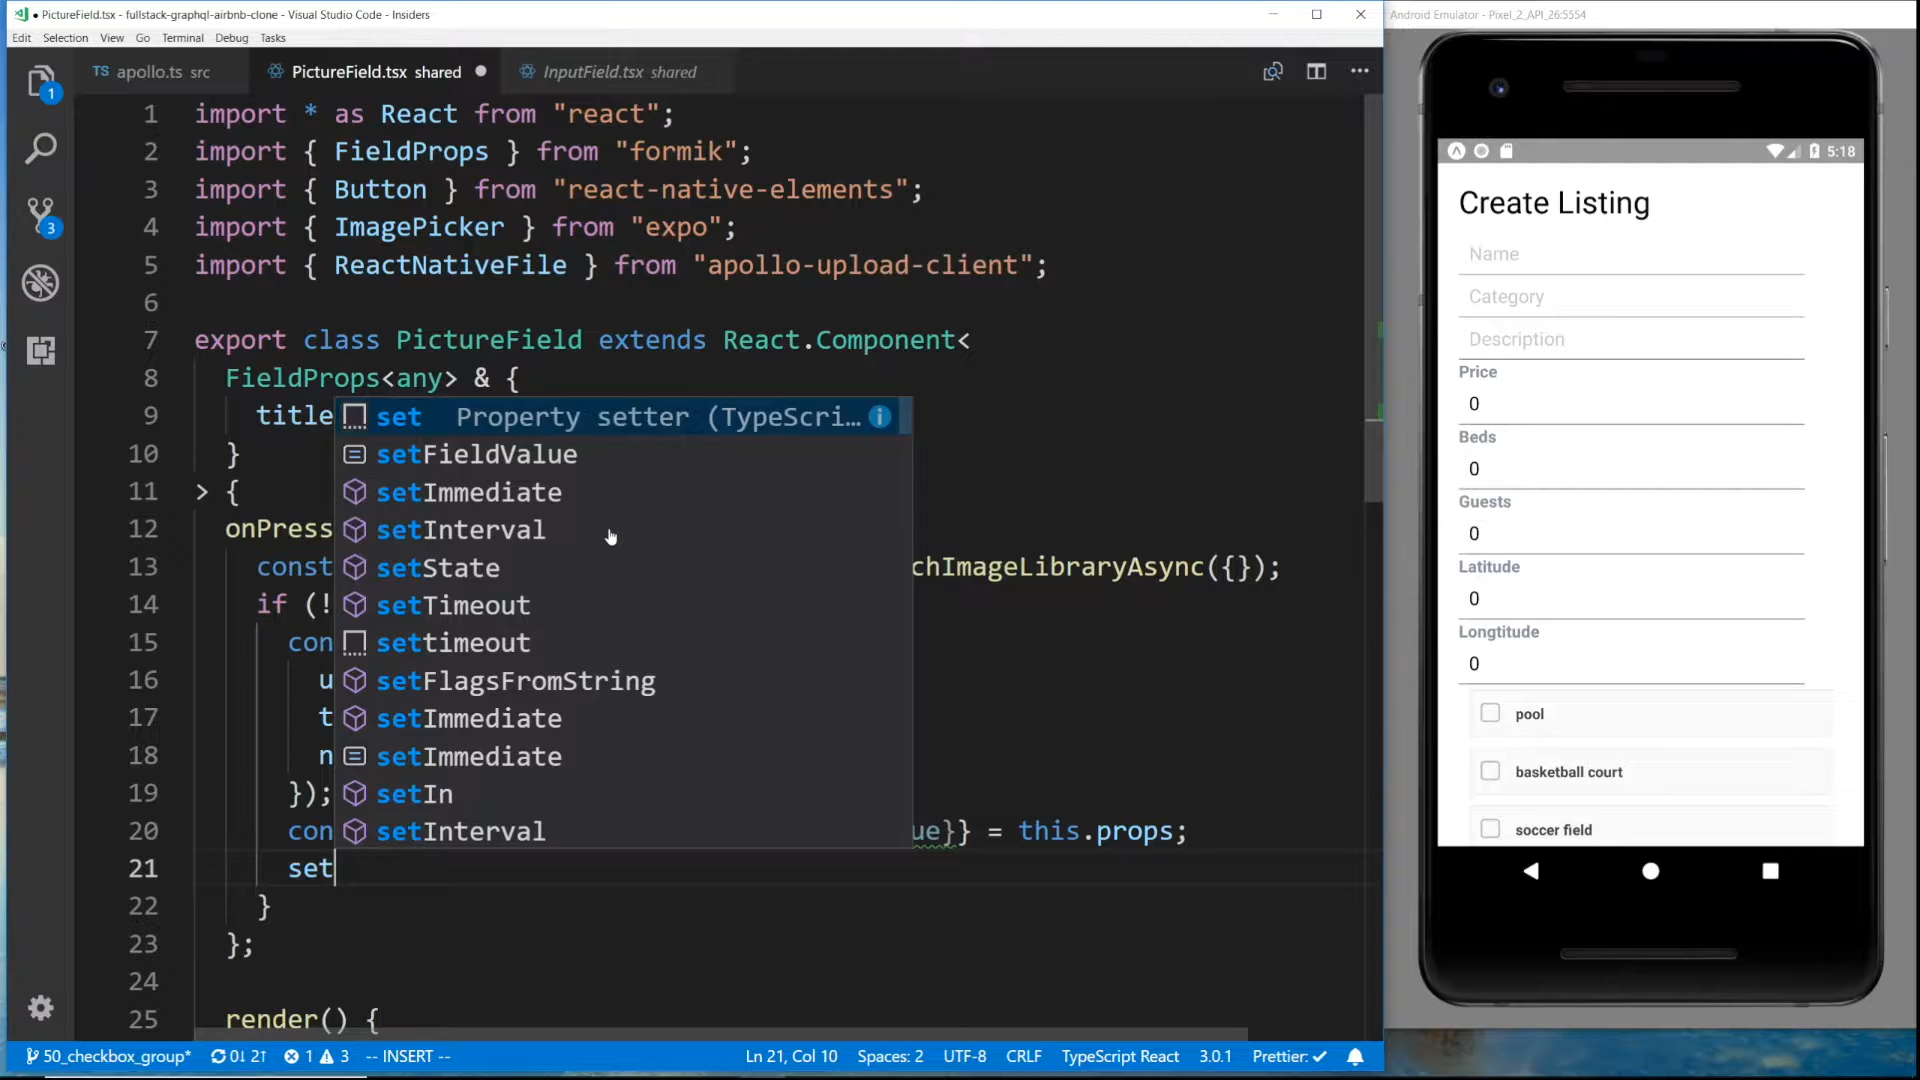 PictureField.tsx - fullstack-graphql-airbnb-clone - Visual Studio Code - Insiders
Edit Selection View Go Terminal Debug Tasks
TS apollo.ts src
PictureField.tsx shared
InputField.tsx shared
1 import * as React from "react";
2 import { FieldProps } from "formik";
3 import { Button } from "react-native-elements";
4 import { ImagePicker } from "expo";
5 import { ReactNativeFile } from "apollo-upload-client";
6
7 export class PictureField extends React.Component<
8 FieldProps<any> & {
9 title
10 }
11 > {
12 onPress
13 const chImageLibraryAsync({});
14 if (!
15 con
16 u
17 t
18 n
19 });
20 con ue}} = this.props;
21 set
22 }
23 };
24
25 render() {
set Property setter (TypeScri…
setFieldValue
setImmediate
setInterval
setState
setTimeout
settimeout
setFlagsFromString
setImmediate
setImmediate
setIn
setInterval
1
3
50_checkbox_group* 0↓ 2↑ 1 3 -- INSERT --
Ln 21, Col 10 Spaces: 2 UTF-8 CRLF TypeScript React 3.0.1 Prettier: ✓
Android Emulator - Pixel_2_API_26:5554
5:18
Create Listing
Name
Category
Description
Price
0
Beds
0
Guests
0
Latitude
0
Longtitude
0
pool
basketball court
soccer field